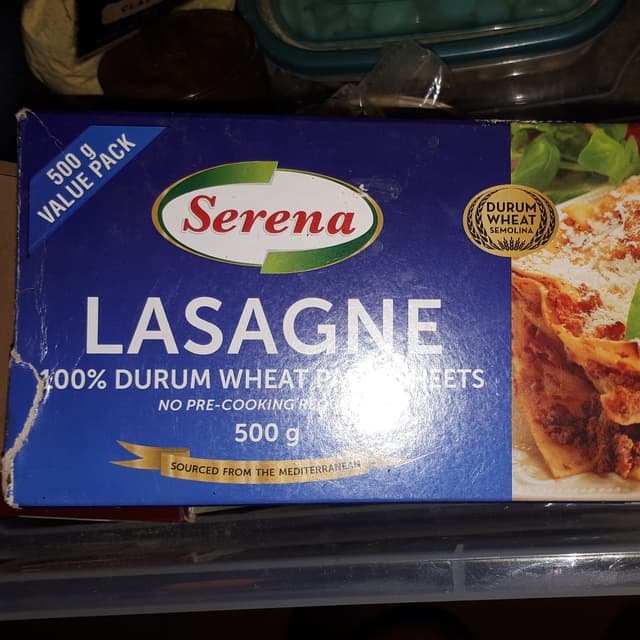 500 g
VALUE PACK
Serena
DURUM
WHEAT
SEMOLINA
LASAGNE
100% DURUM WHEAT
NO PRE-COOKING
500 g
SOURCED FROM THE MEDITERRANEAN